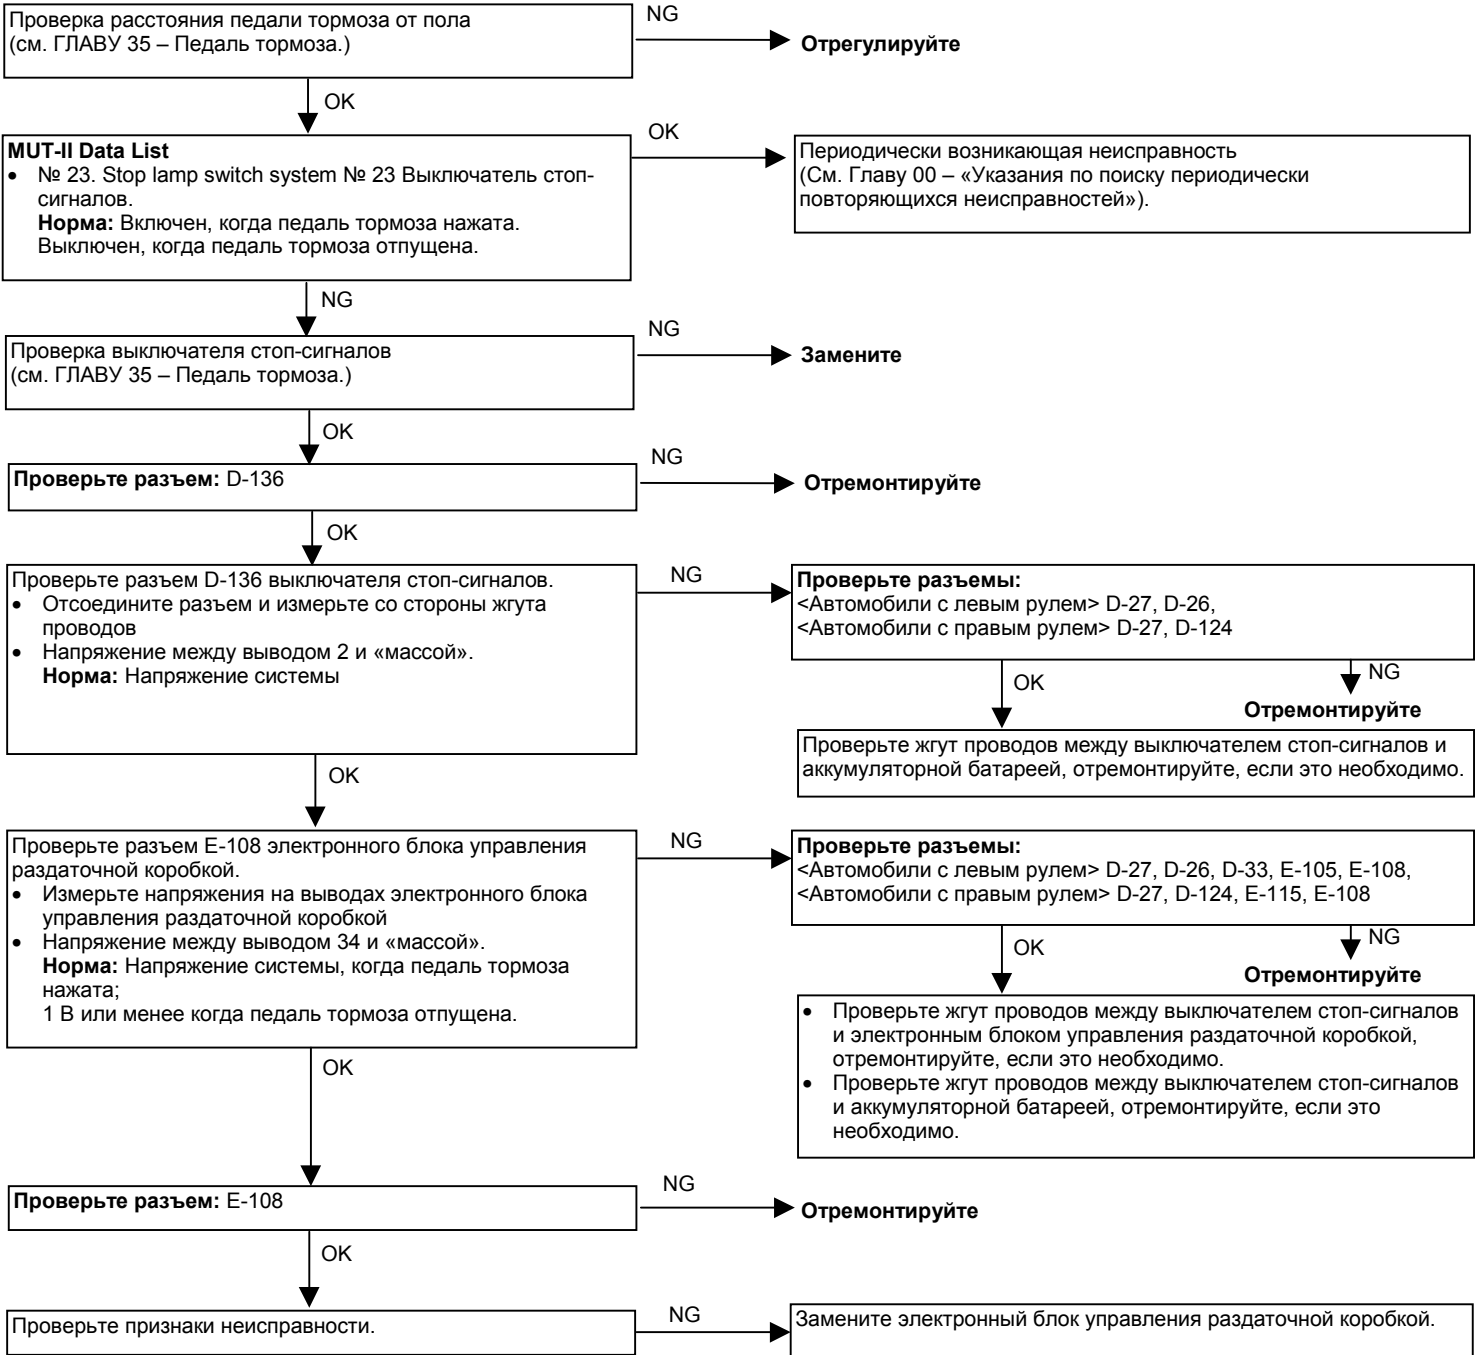 Проверка расстояния педали тормоза от пола
(см. ГЛАВУ 35 – Педаль тормоза.)
NG
Отрегулируйте
OK
MUT-II Data List
• № 23. Stop lamp switch system № 23 Выключатель стоп-
сигналов.
Норма: Включен, когда педаль тормоза нажата.
Выключен, когда педаль тормоза отпущена.
OK
Периодически возникающая неисправность
(См. Главу 00 – «Указания по поиску периодически
повторяющихся неисправностей»).
NG
Проверка выключателя стоп-сигналов
(см. ГЛАВУ 35 – Педаль тормоза.)
NG
Замените
OK
Проверьте разъем: D-136
NG
Отремонтируйте
OK
Проверьте разъем D-136 выключателя стоп-сигналов.
• Отсоедините разъем и измерьте со стороны жгута
проводов
• Напряжение между выводом 2 и «массой».
Норма: Напряжение системы
NG
Проверьте разъемы:
<Автомобили с левым рулем> D-27, D-26,
<Автомобили с правым рулем> D-27, D-124
OK
NG
Отремонтируйте
Проверьте жгут проводов между выключателем стоп-сигналов и
аккумуляторной батареей, отремонтируйте, если это необходимо.
OK
Проверьте разъем E-108 электронного блока управления
раздаточной коробкой.
• Измерьте напряжения на выводах электронного блока
управления раздаточной коробкой
• Напряжение между выводом 34 и «массой».
Норма: Напряжение системы, когда педаль тормоза
нажата;
1 В или менее когда педаль тормоза отпущена.
NG
Проверьте разъемы:
<Автомобили с левым рулем> D-27, D-26, D-33, E-105, E-108,
<Автомобили с правым рулем> D-27, D-124, E-115, E-108
OK
NG
Отремонтируйте
• Проверьте жгут проводов между выключателем стоп-сигналов
и электронным блоком управления раздаточной коробкой,
отремонтируйте, если это необходимо.
• Проверьте жгут проводов между выключателем стоп-сигналов
и аккумуляторной батареей, отремонтируйте, если это
необходимо.
OK
Проверьте разъем: E-108
NG
Отремонтируйте
OK
Проверьте признаки неисправности.
NG
Замените электронный блок управления раздаточной коробкой.